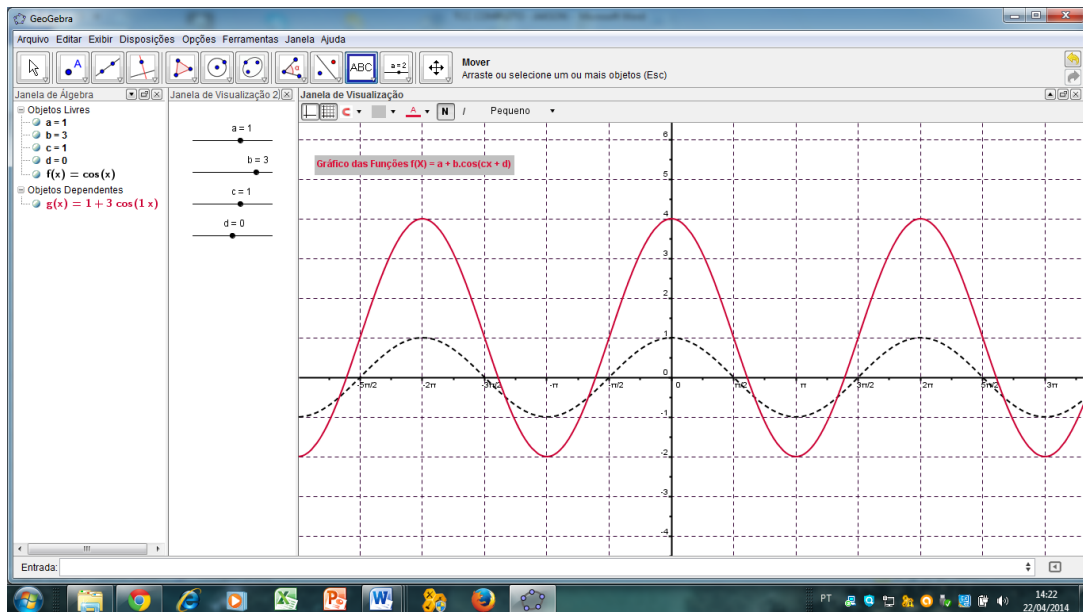 GeoGebra
Arquivo Editar Exibir Disposições Opções Ferramentas Janela Ajuda
ABC
a=2
Mover
Arraste ou selecione um ou mais objetos (Esc)
Janela de Álgebra
Janela de Visualização 2
Janela de Visualização
N I Pequeno
Objetos Livres
a = 1
b = 3
c = 1
d = 0
f(x) = cos(x)
Objetos Dependentes
g(x) = 1 + 3 cos(1 x)
a = 1
b = 3
c = 1
d = 0
Gráfico das Funções f(X) = a + b.cos(cx + d)
6
5
4
3
2
1
0
-1
-2
-3
-4
-5π/2 -2π -3π/2 -π -π/2 0 π/2 π 3π/2 2π 5π/2 3π
Entrada:
PT
14:22
22/04/2014